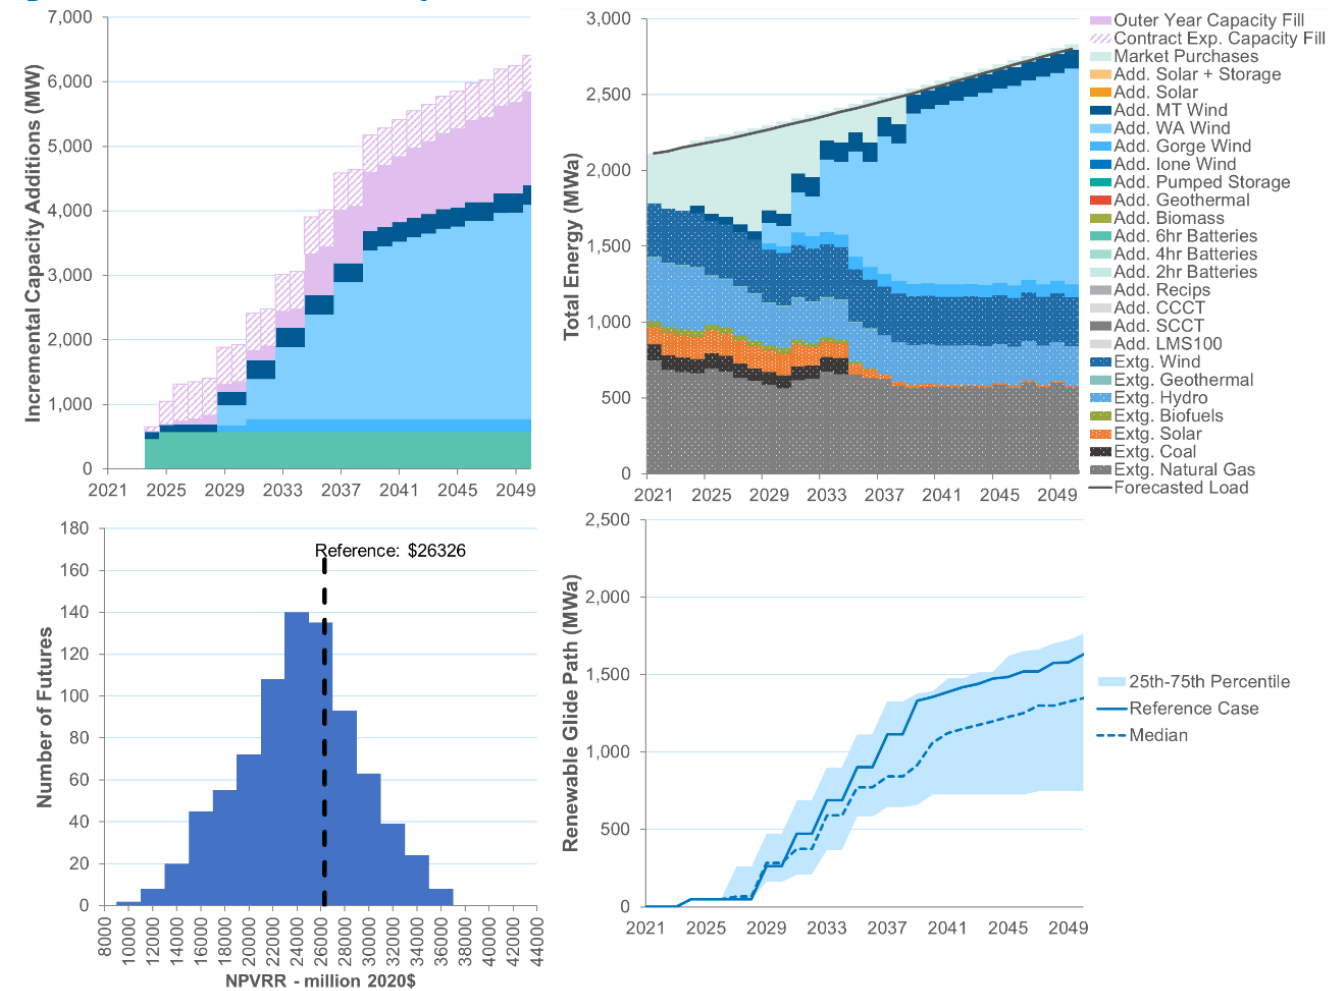 7,000
6,000
5,000
4,000
3,000
2,000
1,000
0
Incremental Capacity Additions (MW)
2021 2025 2029 2033 2037 2041 2045 2049
3,000
2,500
2,000
1,500
1,000
500
0
Total Energy (MWa)
2021 2025 2029 2033 2037 2041 2045 2049
Outer Year Capacity Fill
Contract Exp. Capacity Fill
Market Purchases
Add. Solar + Storage
Add. Solar
Add. MT Wind
Add. WA Wind
Add. Gorge Wind
Add. Ione Wind
Add. Pumped Storage
Add. Geothermal
Add. Biomass
Add. 6hr Batteries
Add. 4hr Batteries
Add. 2hr Batteries
Add. Recips
Add. CCCT
Add. SCCT
Add. LMS100
Extg. Wind
Extg. Geothermal
Extg. Hydro
Extg. Biofuels
Extg. Solar
Extg. Coal
Extg. Natural Gas
Forecasted Load
180
160
140
120
100
80
60
40
20
0
Number of Futures
Reference: $26326
8000 10000 12000 14000 16000 18000 20000 22000 24000 26000 28000 30000 32000 34000 36000 38000 40000 42000 44000
NPVRR - million 2020$
2,500
2,000
1,500
1,000
500
0
Renewable Glide Path (MWa)
2021 2025 2029 2033 2037 2041 2045 2049
25th-75th Percentile
Reference Case
Median